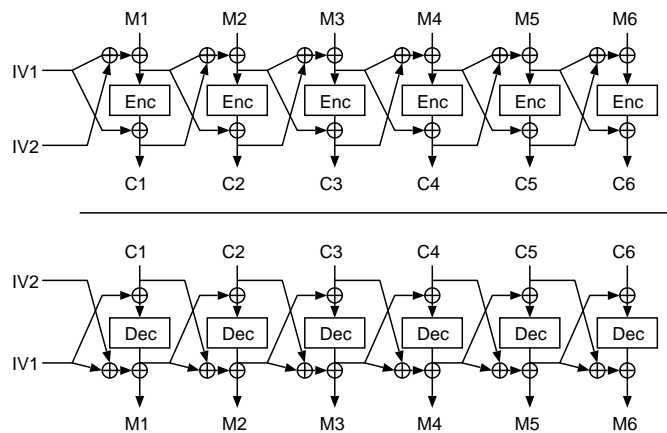 M1 M2 M3 M4 M5 M6
IV1
Enc Enc Enc Enc Enc Enc
IV2
C1 C2 C3 C4 C5 C6
C1 C2 C3 C4 C5 C6
IV2
Dec Dec Dec Dec Dec Dec
IV1
M1 M2 M3 M4 M5 M6